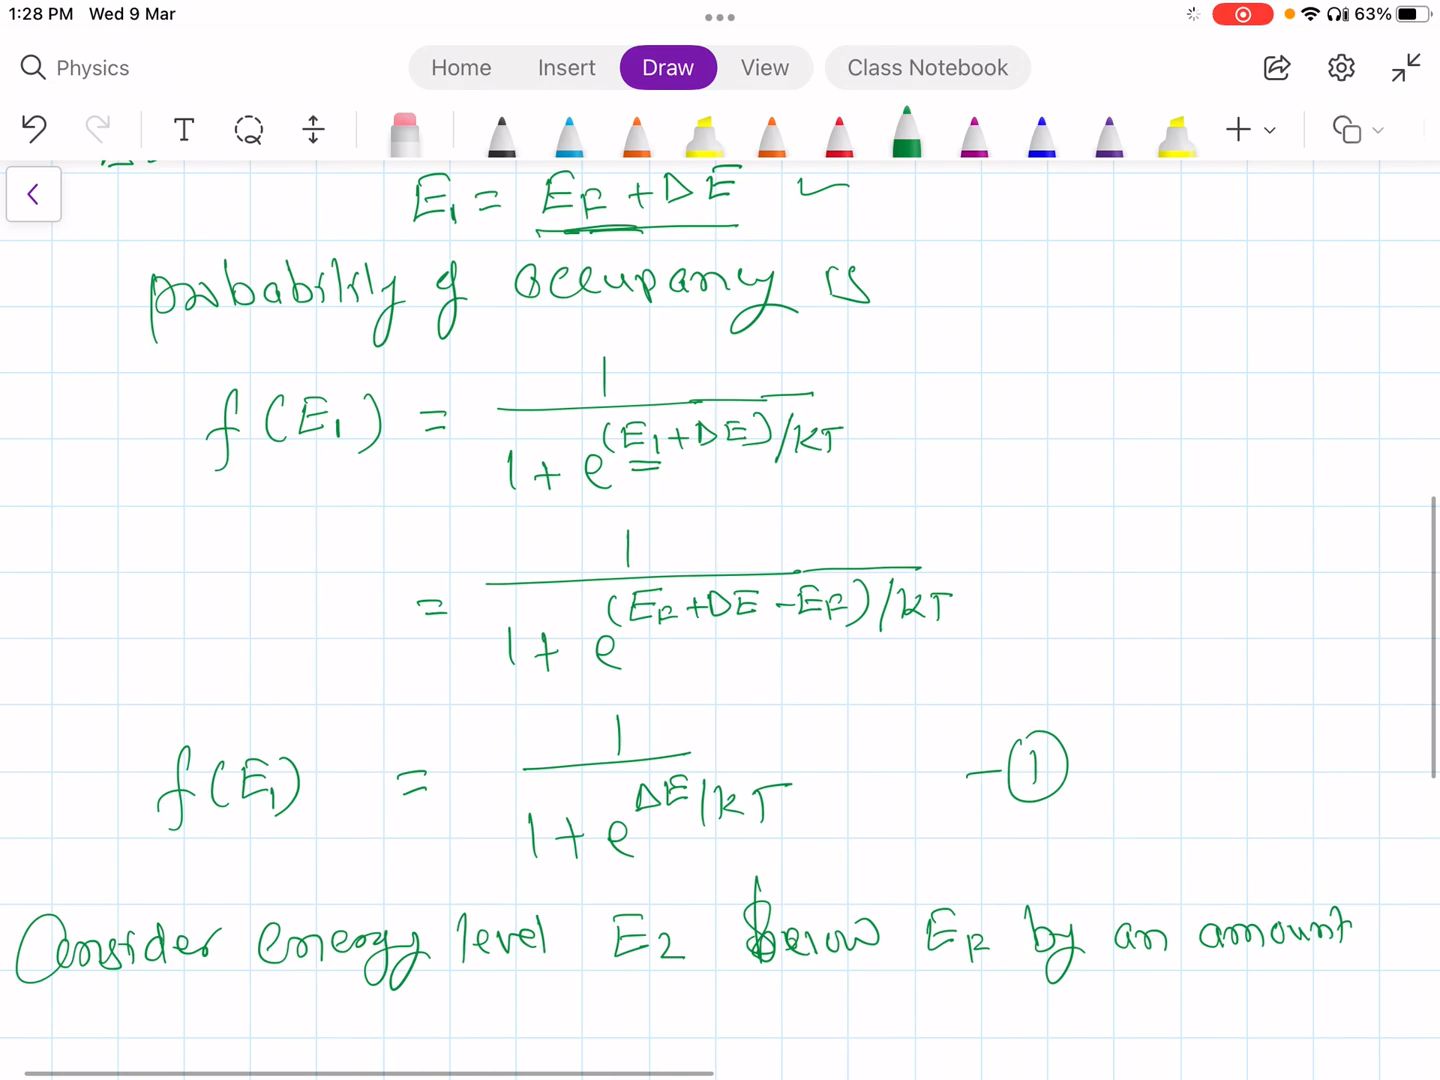 1:28 PM Wed 9 Mar 63%
Physics Home Insert Draw View Class Notebook
T
E₁ = E_F + ΔE
probability of occupancy is
f(E₁) = 1 / (1 + e^((E₁+ΔE)/KT))
= 1 / (1 + e^((E_F+ΔE-E_F)/KT))
f(E₁) = 1 / (1 + e^(ΔE/KT)) - ①
Consider energy level E₂ below E_F by an amount